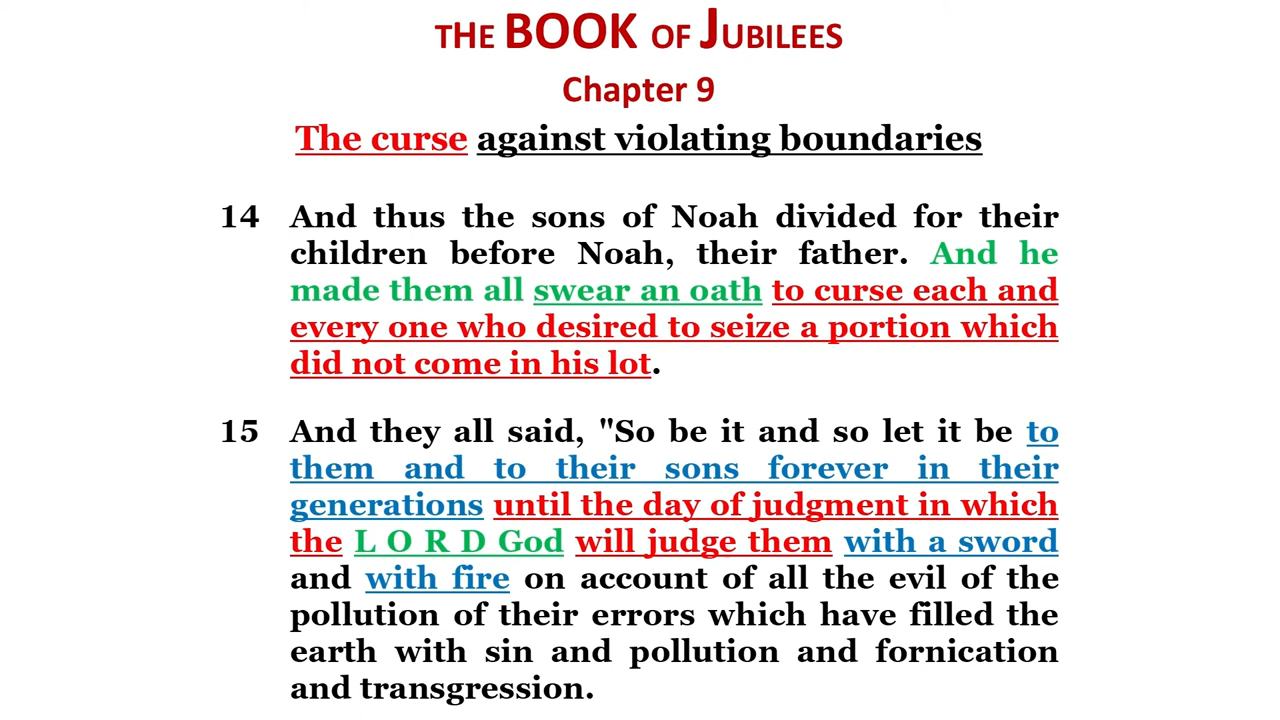 THE BOOK OF JUBILEES
Chapter 9
The curse against violating boundaries
14 And thus the sons of Noah divided for their
children before Noah, their father. And he
made them all swear an oath to curse each and
every one who desired to seize a portion which
did not come in his lot.
15 And they all said, "So be it and so let it be to
them and to their sons forever in their
generations until the day of judgment in which
the L O R D God will judge them with a sword
and with fire on account of all the evil of the
pollution of their errors which have filled the
earth with sin and pollution and fornication
and transgression.